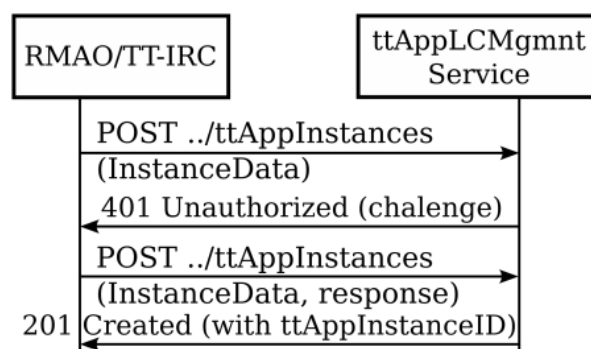 RMAO/TT-IRC
ttAppLCMgmnt
Service
POST ../ttAppInstances
(InstanceData)
401 Unauthorized (chalenge)
POST ../ttAppInstances
(InstanceData, response)
201 Created (with ttAppInstanceID)